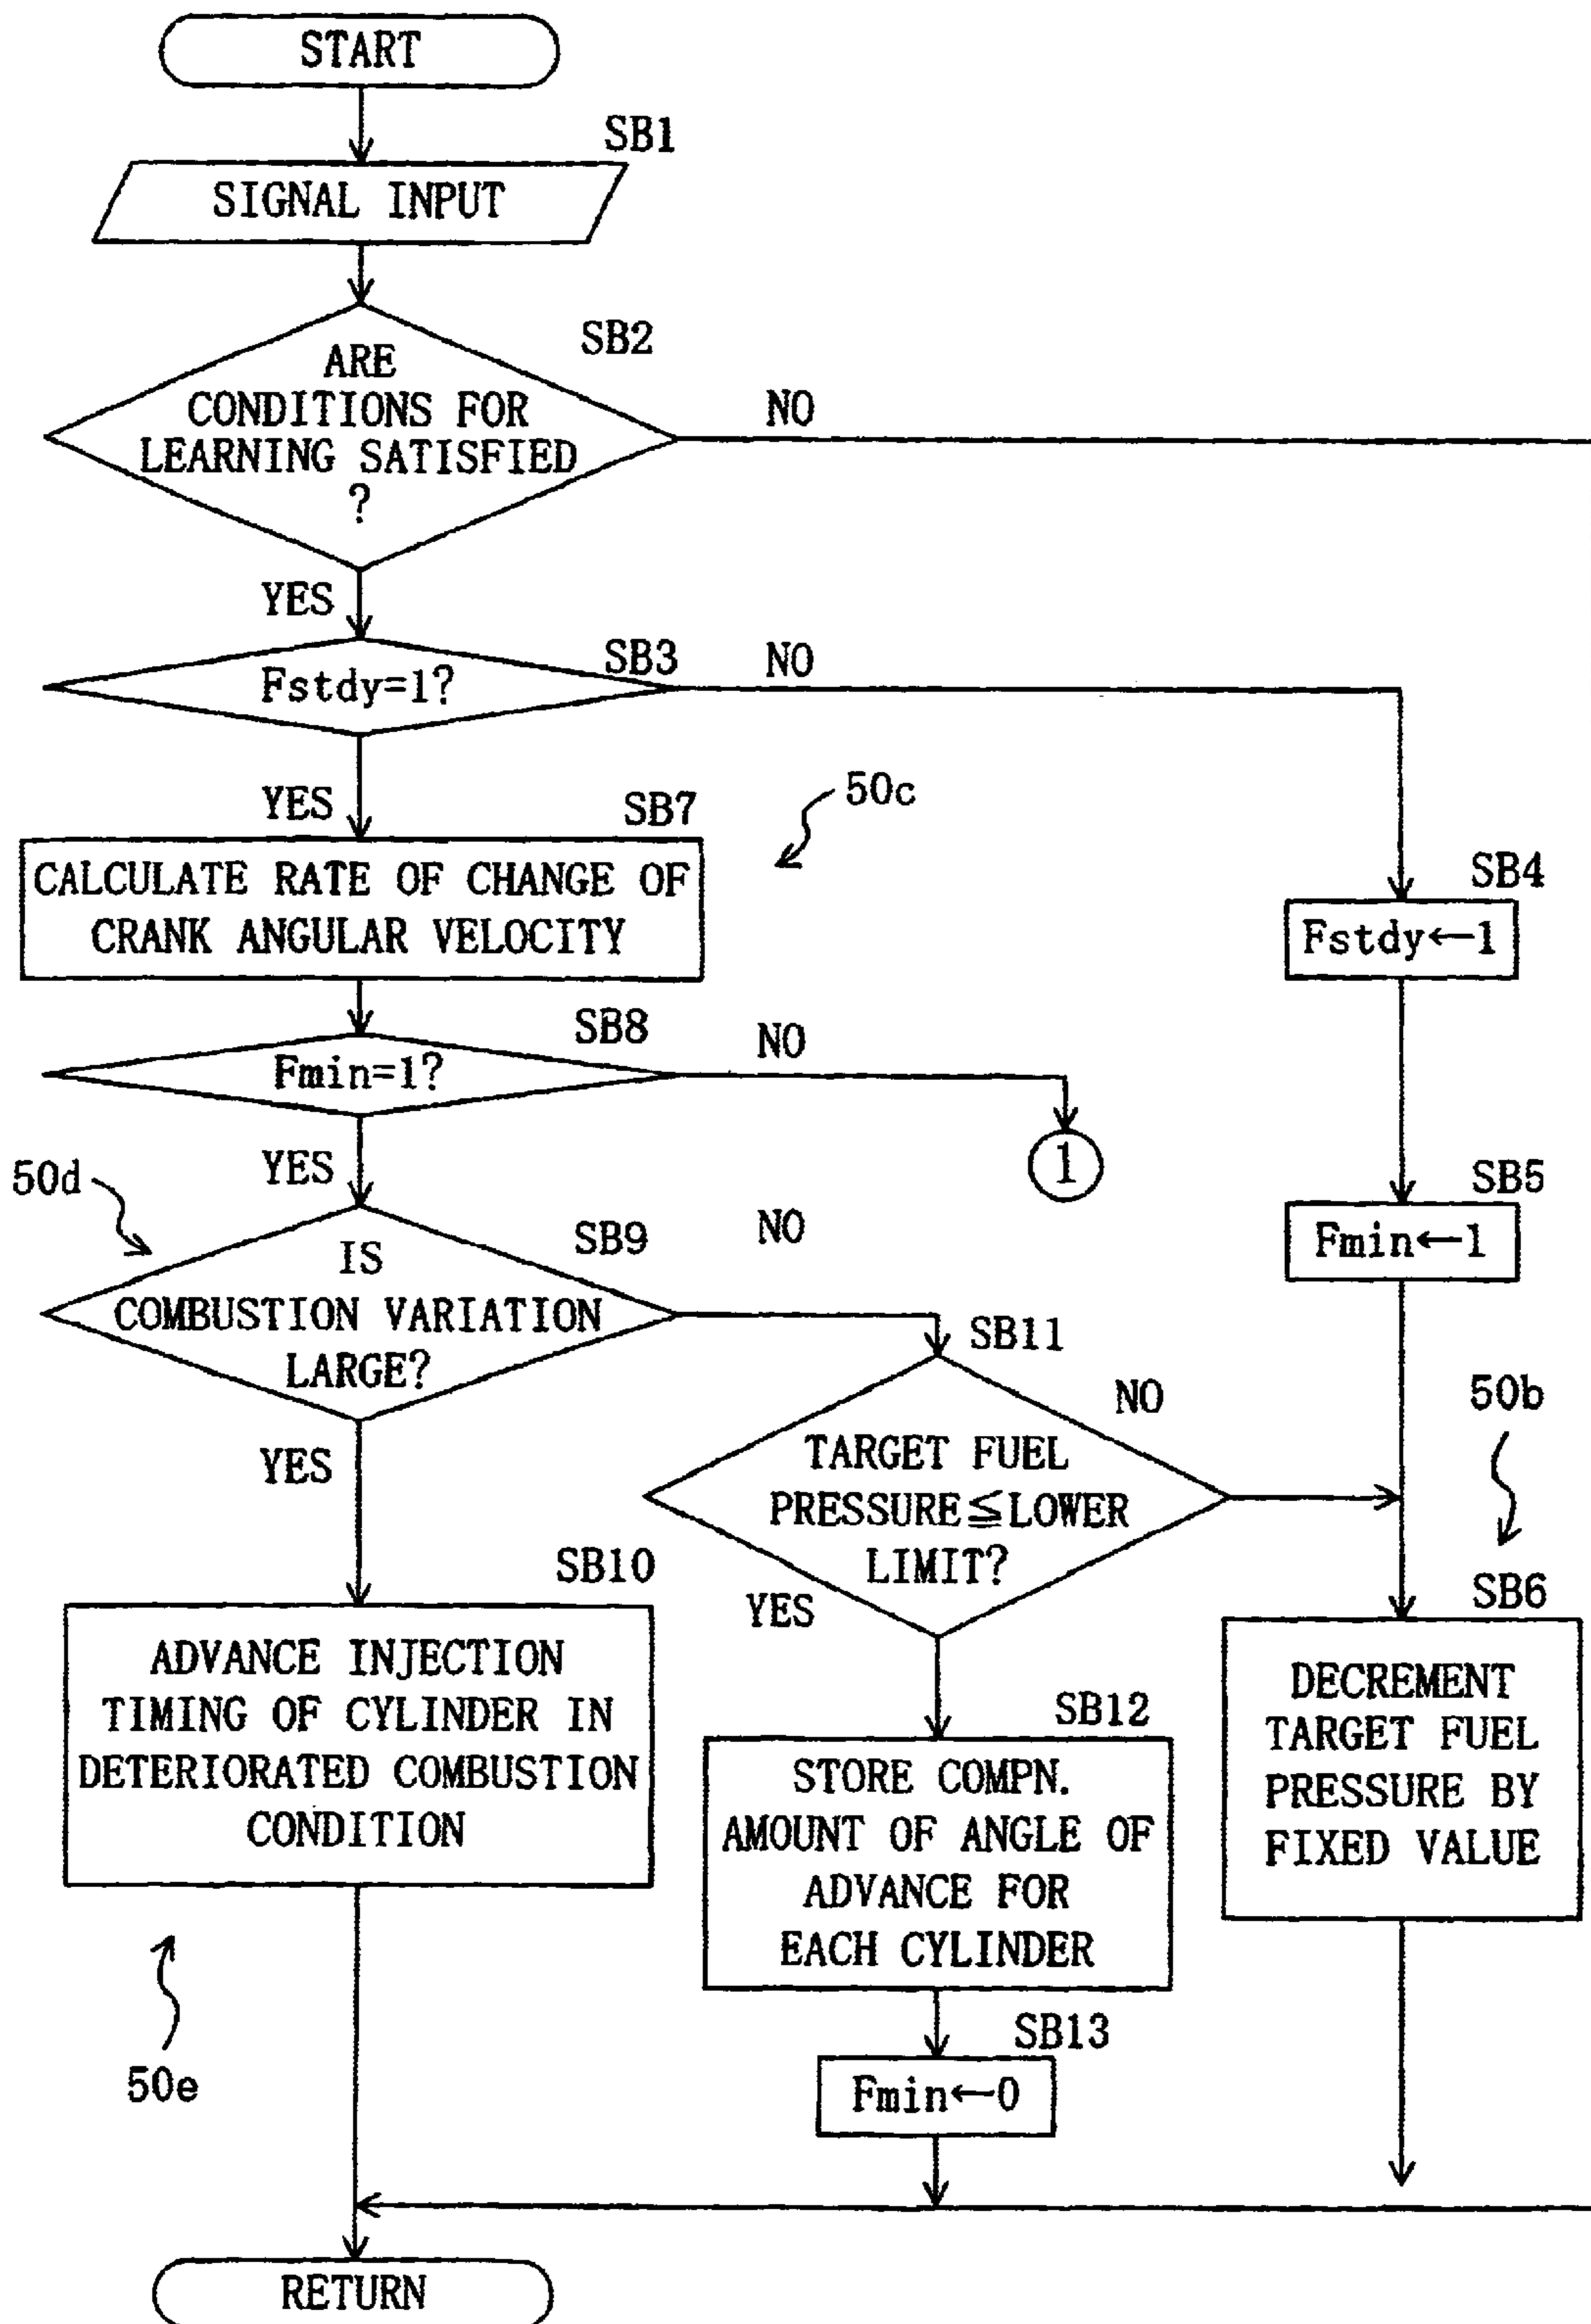 START
SB1
SIGNAL INPUT
SB2
ARE
CONDITIONS FOR
LEARNING SATISFIED
?
NO
YES
SB3
Fstdy=1?
NO
YES
SB7
50c
CALCULATE RATE OF CHANGE OF
CRANK ANGULAR VELOCITY
SB4
Fstdy←1
SB8
Fmin=1?
NO
1
YES
50d
SB5
Fmin←1
SB9
NO
IS
COMBUSTION VARIATION
LARGE?
YES
SB11
NO
TARGET FUEL
PRESSURE≦LOWER
LIMIT?
YES
50b
SB10
ADVANCE INJECTION
TIMING OF CYLINDER IN
DETERIORATED COMBUSTION
CONDITION
50e
SB6
DECREMENT
TARGET FUEL
PRESSURE BY
FIXED VALUE
SB12
STORE COMPN.
AMOUNT OF ANGLE OF
ADVANCE FOR
EACH CYLINDER
SB13
Fmin←0
RETURN